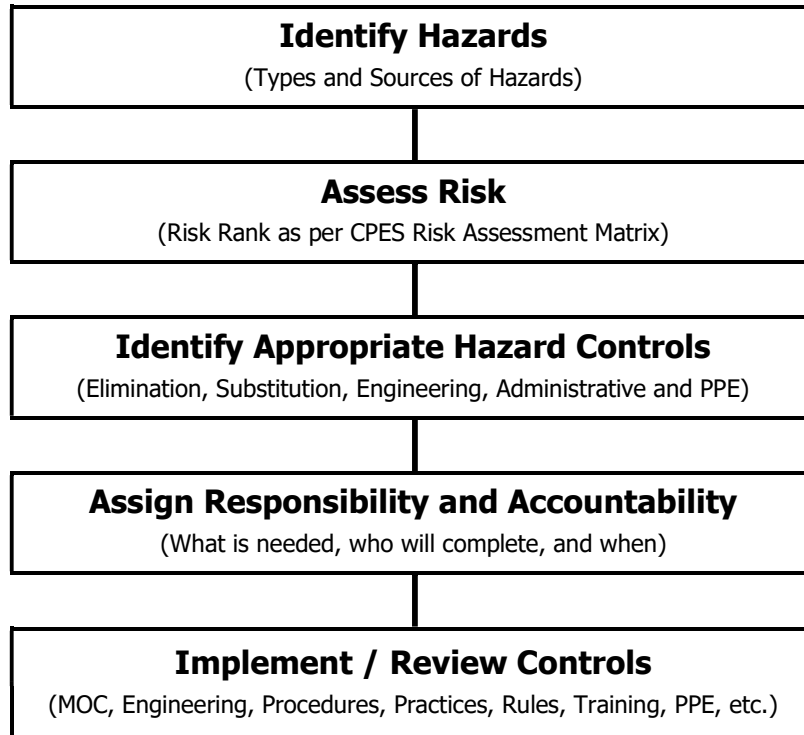 Identify Hazards
(Types and Sources of Hazards)
Assess Risk
(Risk Rank as per CPES Risk Assessment Matrix)
Identify Appropriate Hazard Controls
(Elimination, Substitution, Engineering, Administrative and PPE)
Assign Responsibility and Accountability
(What is needed, who will complete, and when)
Implement / Review Controls
(MOC, Engineering, Procedures, Practices, Rules, Training, PPE, etc.)